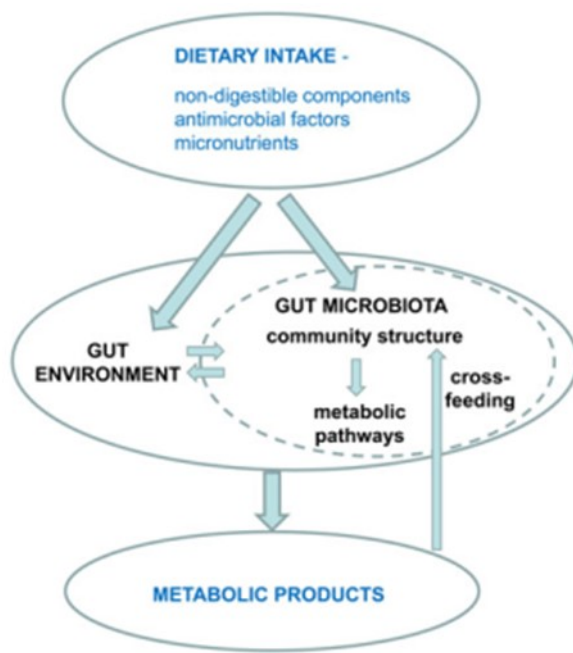 DIETARY INTAKE -
non-digestible components
antimicrobial factors
micronutrients
GUT MICROBIOTA
community structure
GUT
ENVIRONMENT
cross-
feeding
metabolic
pathways
METABOLIC PRODUCTS